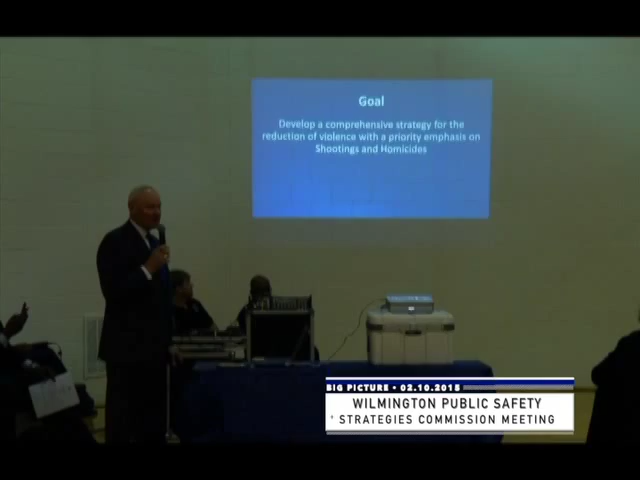 Goal
Develop a comprehensive strategy for the
reduction of violence with a priority emphasis on
Shootings and Homicides
BIG PICTURE • 02.10.2015
WILMINGTON PUBLIC SAFETY
STRATEGIES COMMISSION MEETING